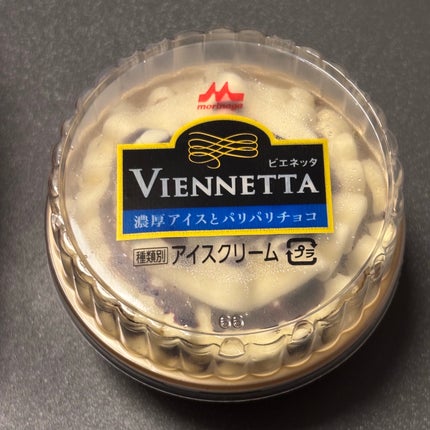 morinaga
ビエネッタ
VIENNETTA
濃厚アイスとパリパリチョコ
種類別 アイスクリーム プラ
66